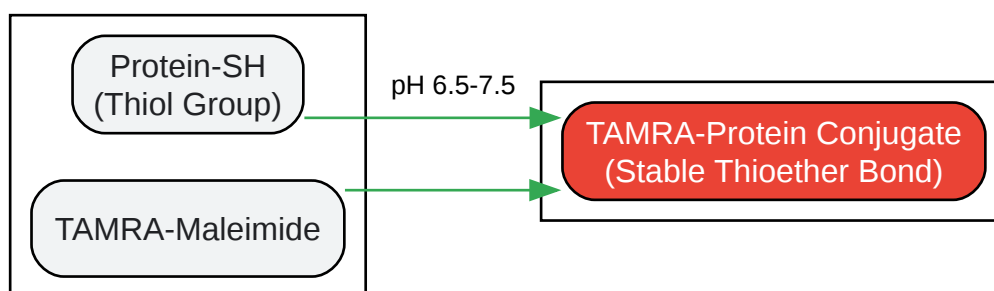 Protein-SH
(Thiol Group)
TAMRA-Maleimide
pH 6.5-7.5
TAMRA-Protein Conjugate
(Stable Thioether Bond)